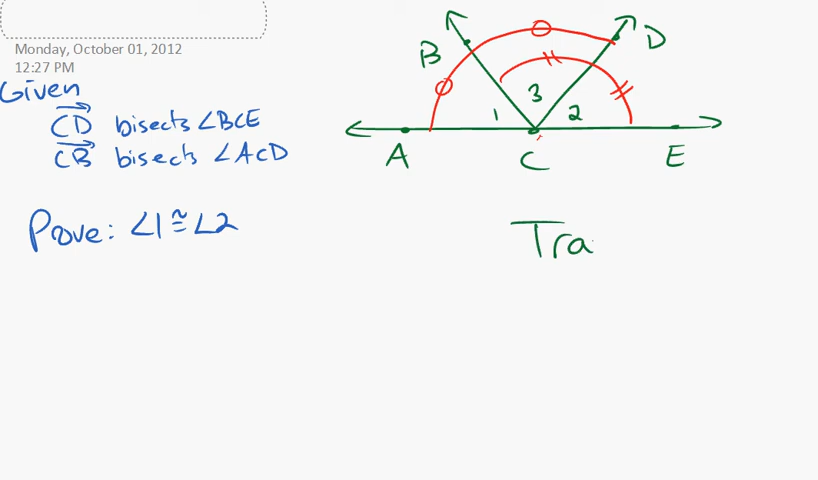 Monday, October 01, 2012
12:27 PM
Given
CD bisects ∠BCE
CB bisects ∠ACD
Prove: ∠1≅∠2
B
D
1
3
2
A
C
E
Tra